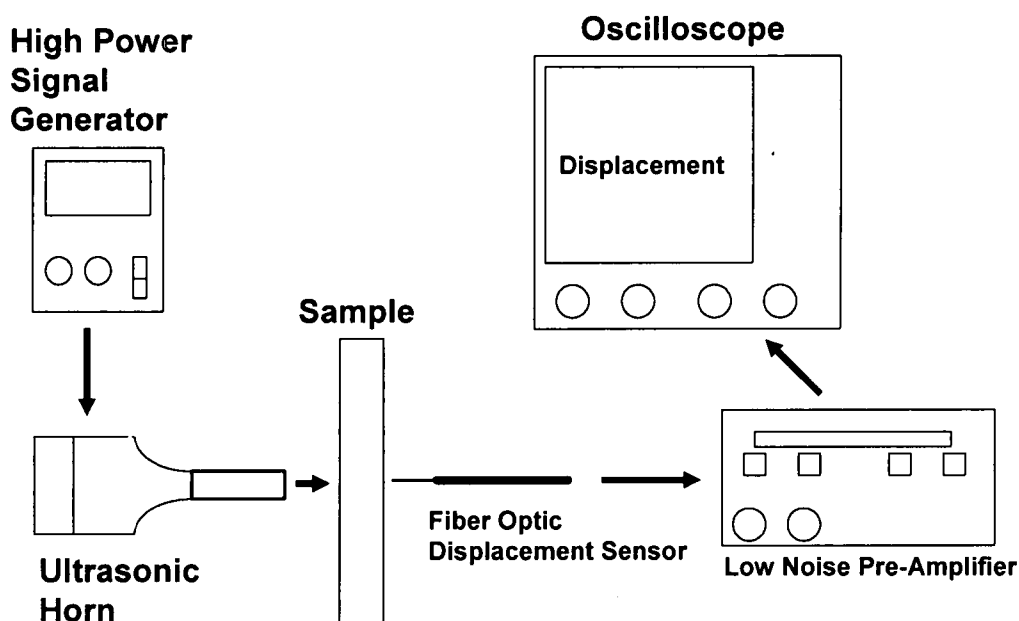 High Power
Signal
Generator
Oscilloscope
Displacement
Sample
Fiber Optic
Displacement Sensor
Low Noise Pre-Amplifier
Ultrasonic
Horn